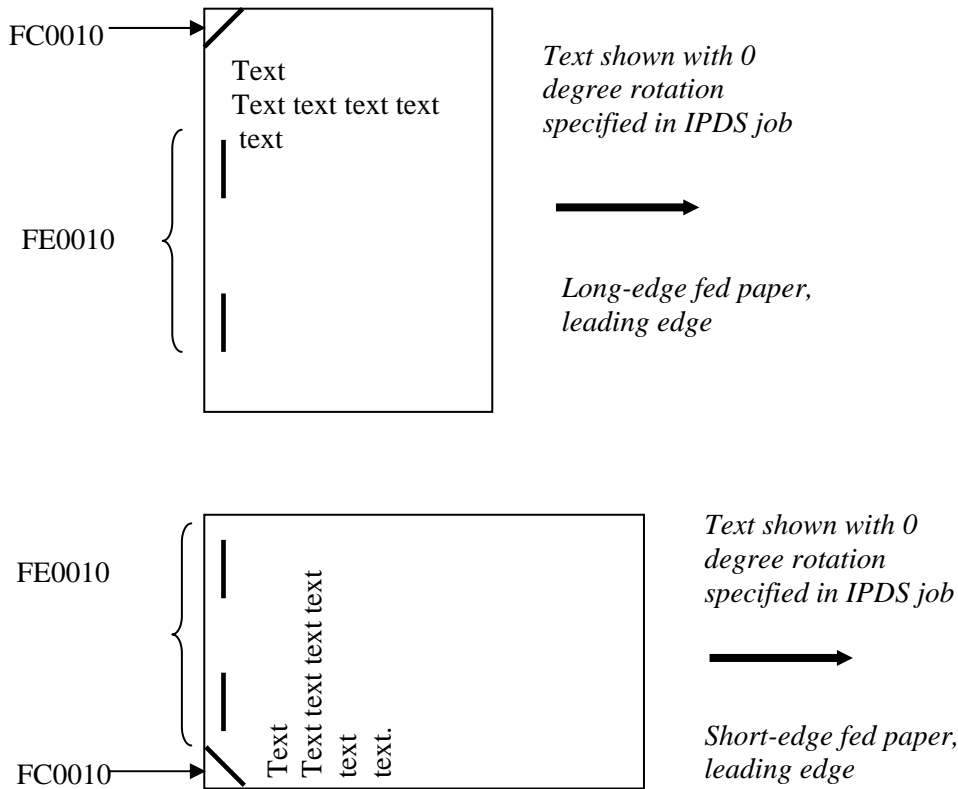 FC0010
Text
Text text text text
text
Text shown with 0
degree rotation
specified in IPDS job
FE0010
Long-edge fed paper,
leading edge
FE0010
Text
Text text text text
text
text.
FC0010
Text shown with 0
degree rotation
specified in IPDS job
Short-edge fed paper,
leading edge